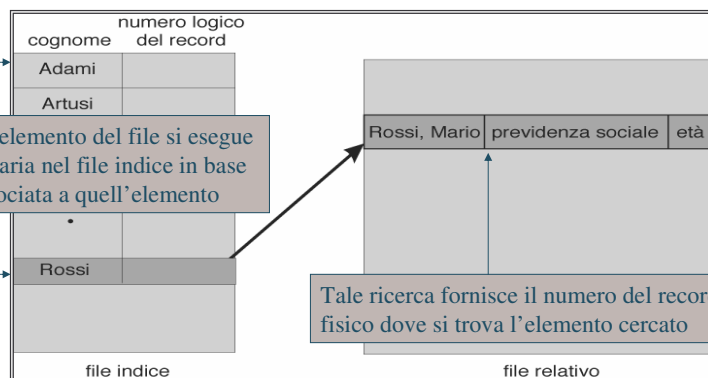 numero logico
cognome del record
Adami
Artusi
elemento del file si esegue
aria nel file indice in base
ociata a quell'elemento
Rossi
file indice
Rossi, Mario previdenza sociale età
Tale ricerca fornisce il numero del recor
fisico dove si trova l'elemento cercato
file relativo